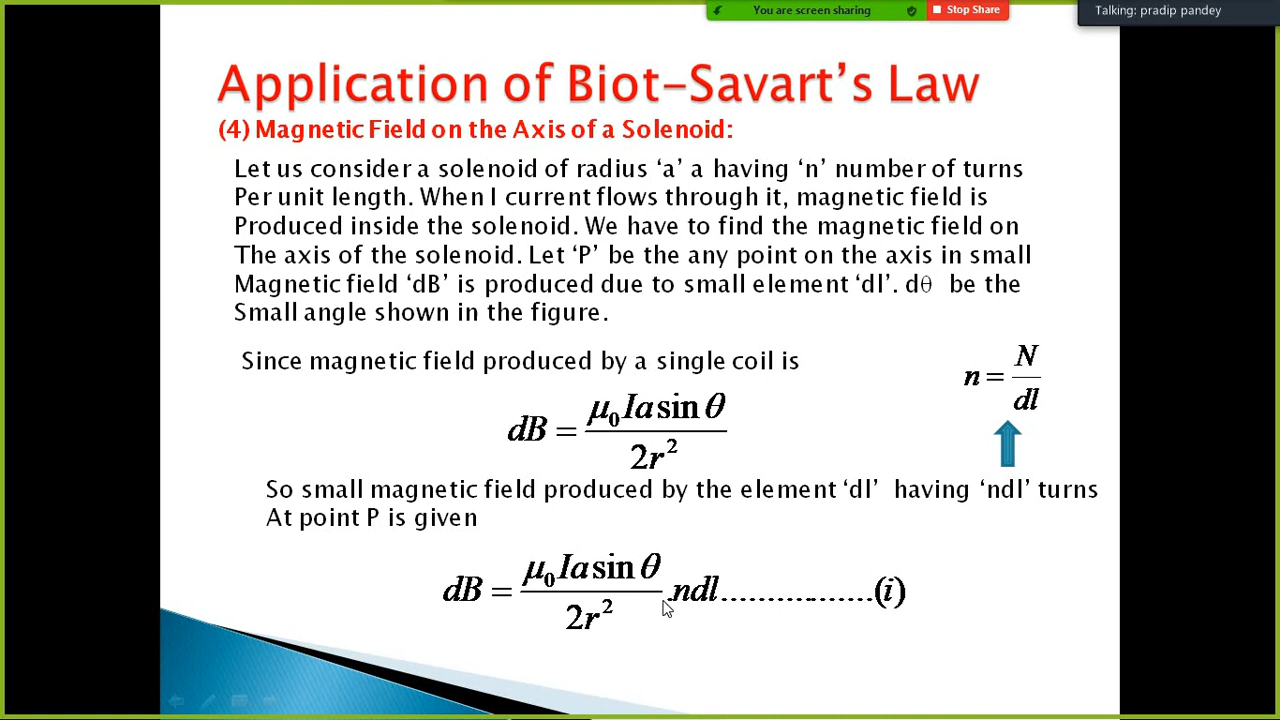 You are screen sharing
Stop Share
Talking: pradip pandey
Application of Biot-Savart's Law
(4) Magnetic Field on the Axis of a Solenoid:
Let us consider a solenoid of radius ‘a’ a having ‘n’ number of turns
Per unit length. When I current flows through it, magnetic field is
Produced inside the solenoid. We have to find the magnetic field on
The axis of the solenoid. Let ‘P’ be the any point on the axis in small
Magnetic field ‘dB’ is produced due to small element ‘dl’. dθ be the
Small angle shown in the figure.
Since magnetic field produced by a single coil is
n = N/dl
dB = μ₀Ia sin θ / 2r²
So small magnetic field produced by the element ‘dl’ having ‘ndl’ turns
At point P is given
dB = μ₀Ia sin θ / 2r² .ndl.................(i)